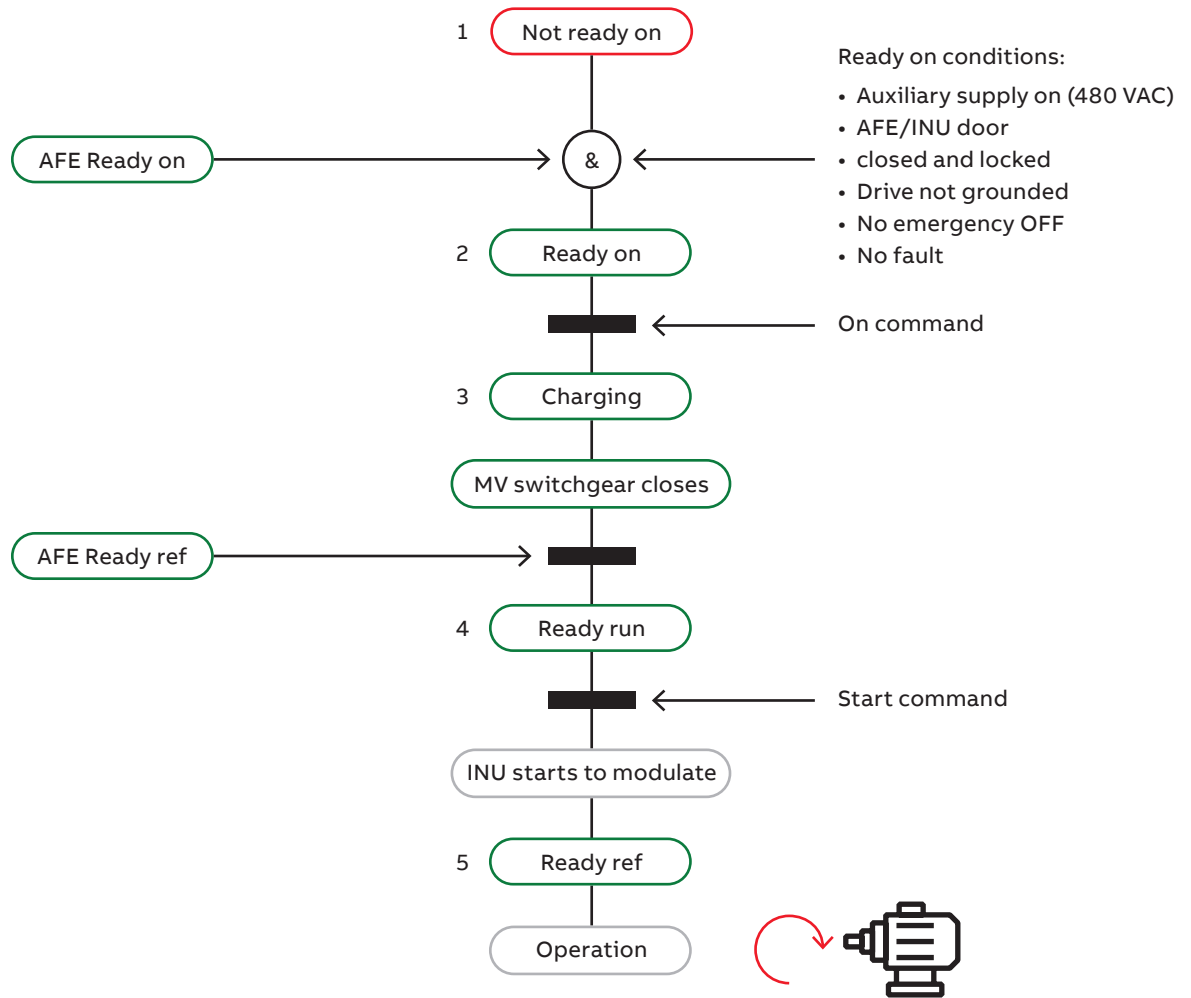 1
Not ready on
Ready on conditions:
• Auxiliary supply on (480 VAC)
• AFE/INU door
• closed and locked
• Drive not grounded
• No emergency OFF
• No fault
AFE Ready on
&
2
Ready on
On command
3
Charging
MV switchgear closes
AFE Ready ref
4
Ready run
Start command
INU starts to modulate
5
Ready ref
Operation